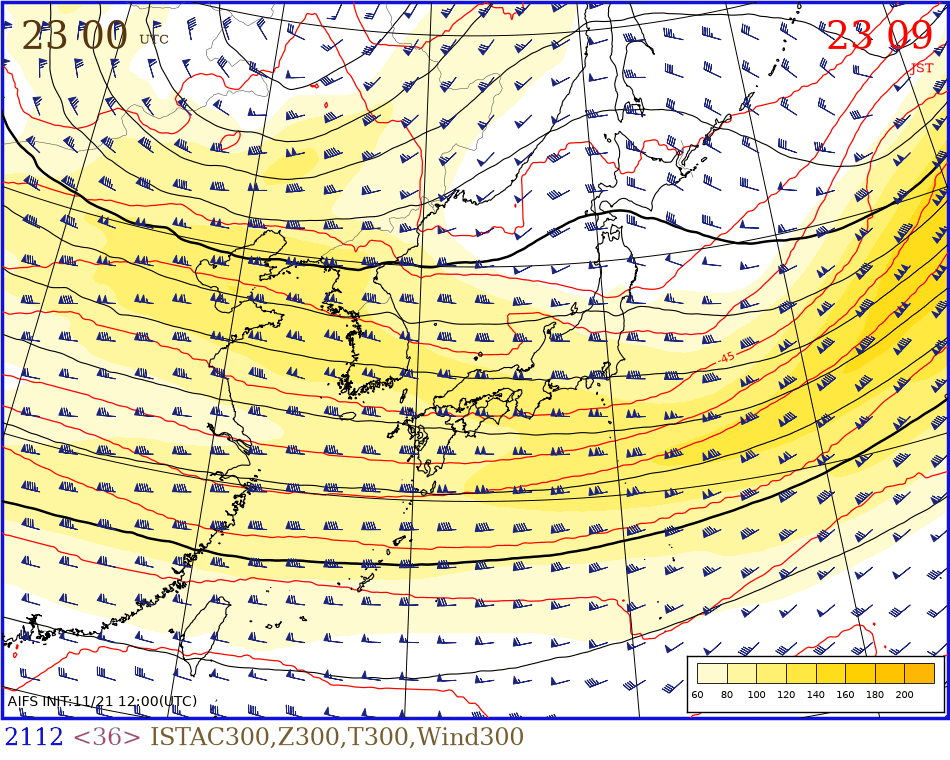 23 00 UTC
23 09
JST
-45
60 80 100 120 140 160 180 200
AIFS INIT:11/21 12:00(UTC)
2112 <36> ISTAC300,Z300,T300,Wind300